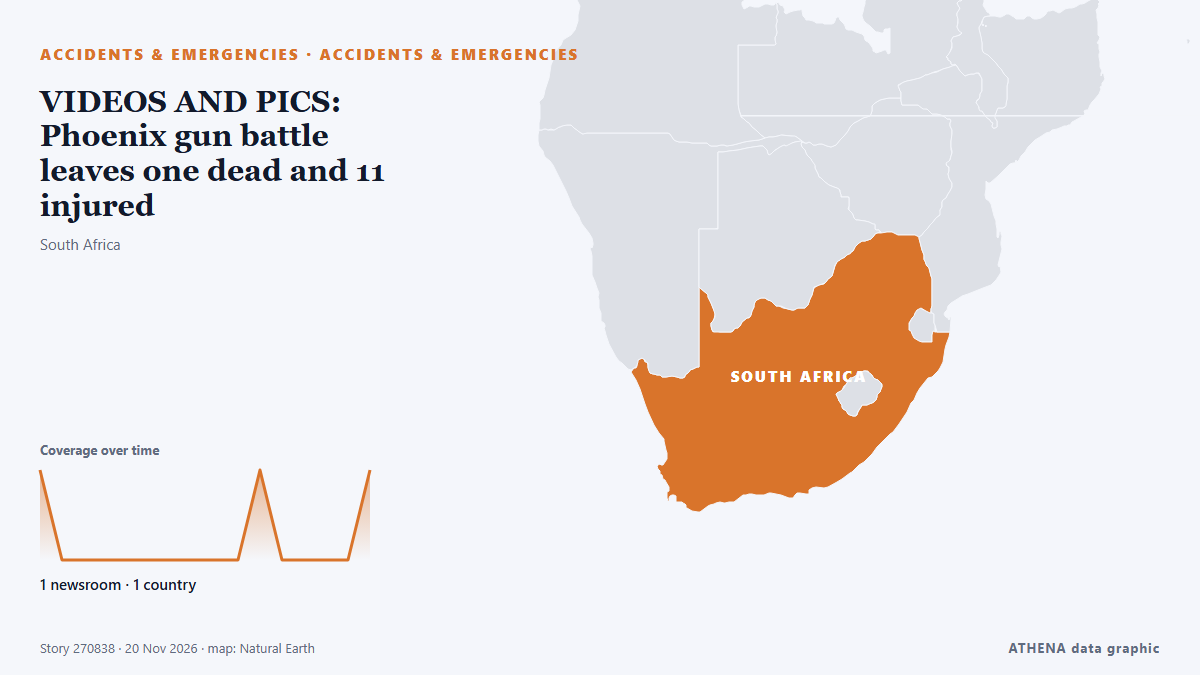 ACCIDENTS & EMERGENCIES · ACCIDENTS & EMERGENCIES
VIDEOS AND PICS:
Phoenix gun battle
leaves one dead and 11
injured
South Africa
SOUTH AFRICA
Coverage over time
1 newsroom · 1 country
Story 270838 · 20 Nov 2026 · map: Natural Earth
ATHENA data graphic